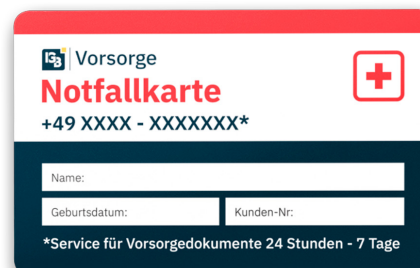 IGB Vorsorge
Notfallkarte
+49 XXXX - XXXXXXX*
Name:
Geburtsdatum: Kunden-Nr:
*Service für Vorsorgedokumente 24 Stunden - 7 Tage